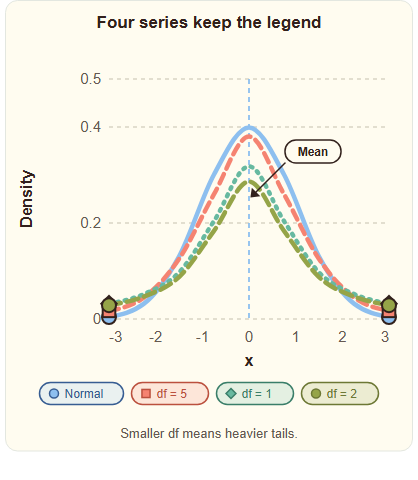 Four series keep the legend
0.5
0.4
0.2
0
Density
-3 -2 -1 0 1 2 3
x
Mean
Normal df = 5 df = 1 df = 2
Smaller df means heavier tails.